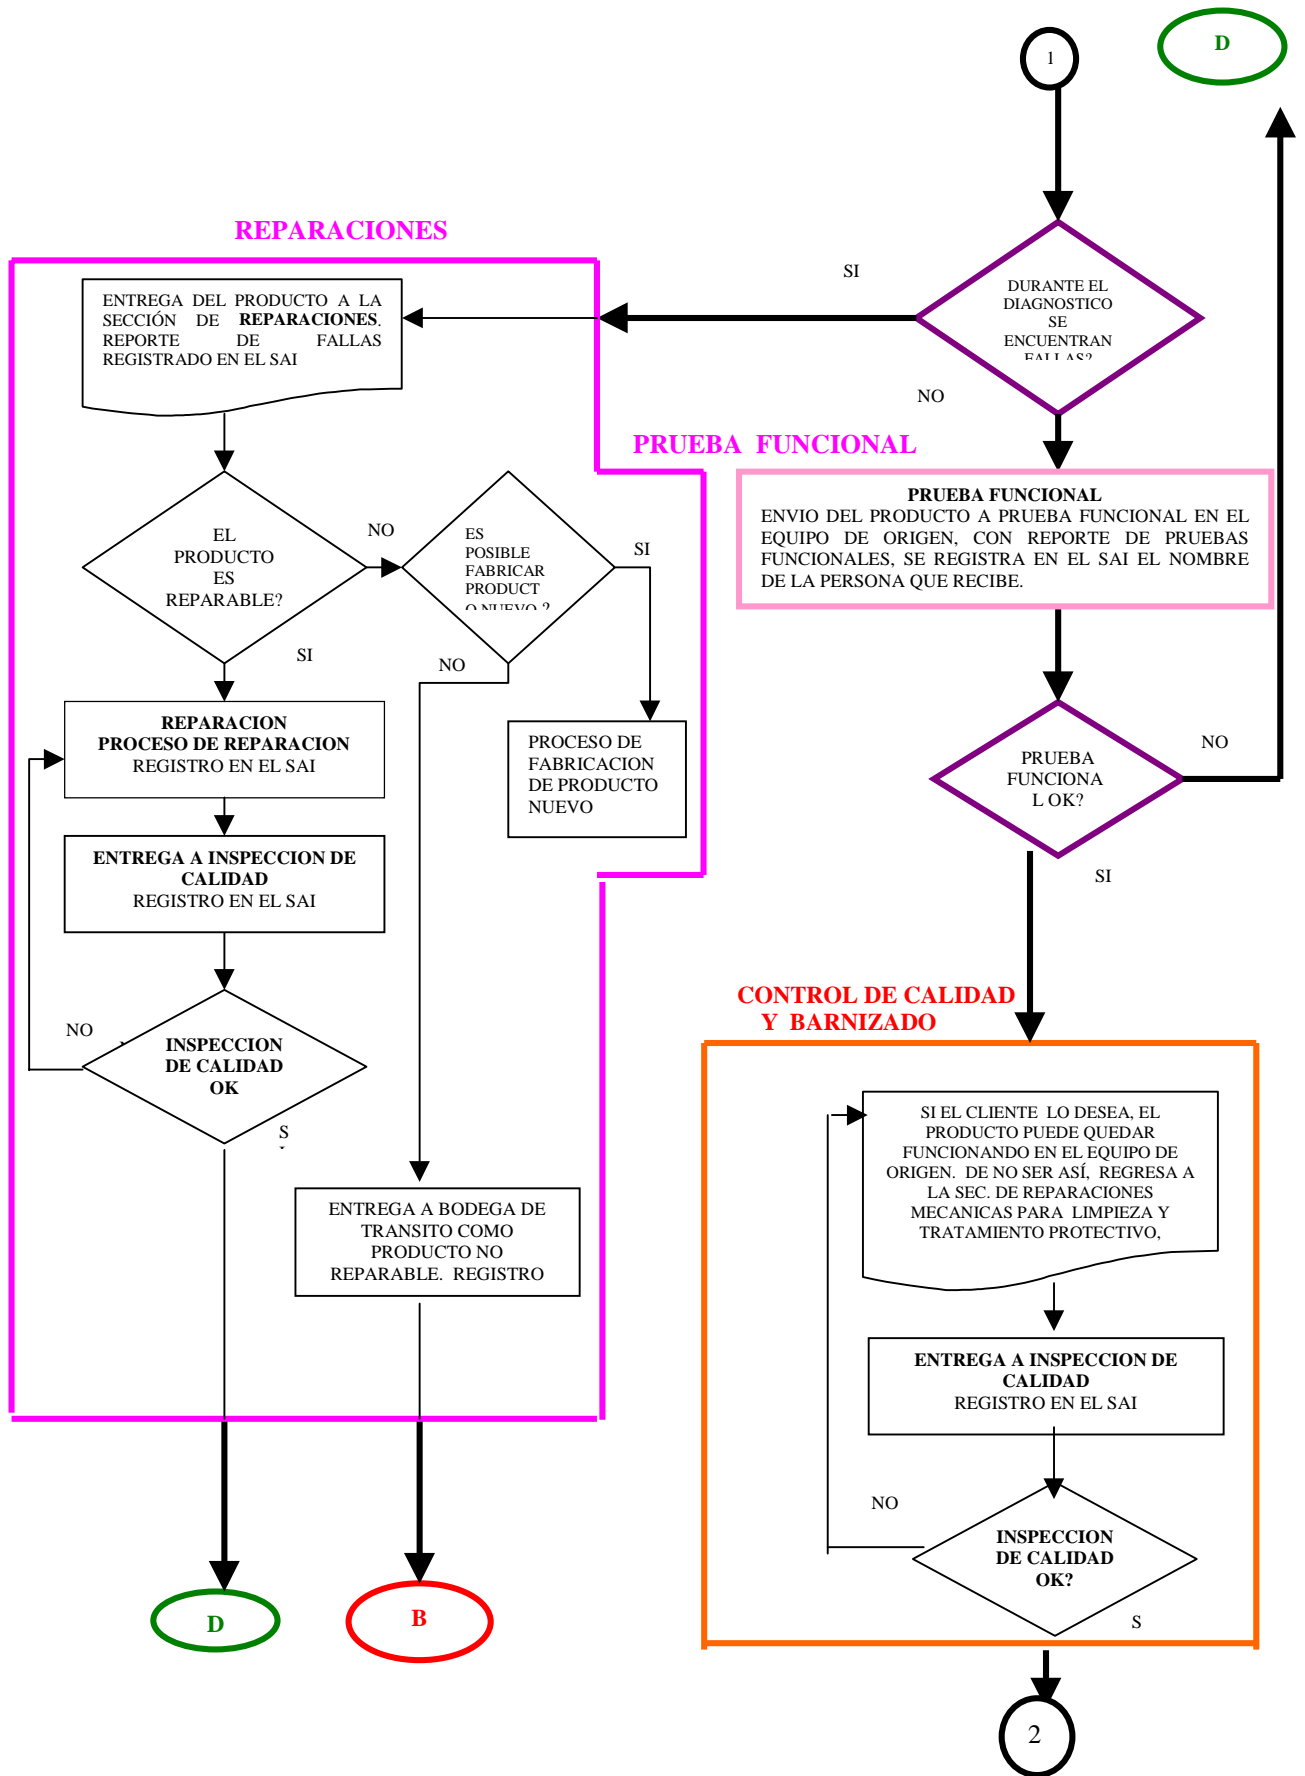 1
D
REPARACIONES
SI
DURANTE EL
DIAGNOSTICO
SE
ENCUENTRAN
FALLAS?
NO
ENTREGA DEL PRODUCTO A LA
SECCIÓN DE REPARACIONES.
REPORTE DE FALLAS
REGISTRADO EN EL SAI
PRUEBA FUNCIONAL
PRUEBA FUNCIONAL
ENVIO DEL PRODUCTO A PRUEBA FUNCIONAL EN EL
EQUIPO DE ORIGEN, CON REPORTE DE PRUEBAS
FUNCIONALES, SE REGISTRA EN EL SAI EL NOMBRE
DE LA PERSONA QUE RECIBE.
EL
PRODUCTO
ES
REPARABLE?
NO
ES
POSIBLE
FABRICAR
PRODUCT
O NUEVO ?
SI
SI
NO
REPARACION
PROCESO DE REPARACION
REGISTRO EN EL SAI
PROCESO DE
FABRICACION
DE PRODUCTO
NUEVO
PRUEBA
FUNCIONA
L OK?
NO
SI
ENTREGA A INSPECCION DE
CALIDAD
REGISTRO EN EL SAI
NO
INSPECCION
DE CALIDAD
OK
S
CONTROL DE CALIDAD
Y BARNIZADO
SI EL CLIENTE LO DESEA, EL
PRODUCTO PUEDE QUEDAR
FUNCIONANDO EN EL EQUIPO DE
ORIGEN. DE NO SER ASÍ, REGRESA A
LA SEC. DE REPARACIONES
MECANICAS PARA LIMPIEZA Y
TRATAMIENTO PROTECTIVO,
ENTREGA A BODEGA DE
TRANSITO COMO
PRODUCTO NO
REPARABLE. REGISTRO
ENTREGA A INSPECCION DE
CALIDAD
REGISTRO EN EL SAI
NO
INSPECCION
DE CALIDAD
OK?
S
D
B
2